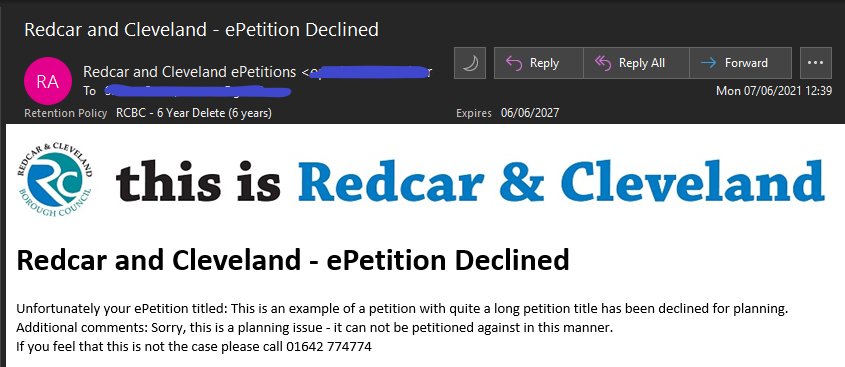 Redcar and Cleveland - ePetition Declined
RA
Redcar and Cleveland ePetitions <
To
Reply
Reply All
Forward
...
Mon 07/06/2021 12:39
Retention Policy RCBC - 6 Year Delete (6 years)
Expires 06/06/2027
REDCAR & CLEVELAND
RC
BOROUGH COUNCIL
this is Redcar & Cleveland
Redcar and Cleveland - ePetition Declined
Unfortunately your ePetition titled: This is an example of a petition with quite a long petition title has been declined for planning.
Additional comments: Sorry, this is a planning issue - it can not be petitioned against in this manner.
If you feel that this is not the case please call 01642 774774